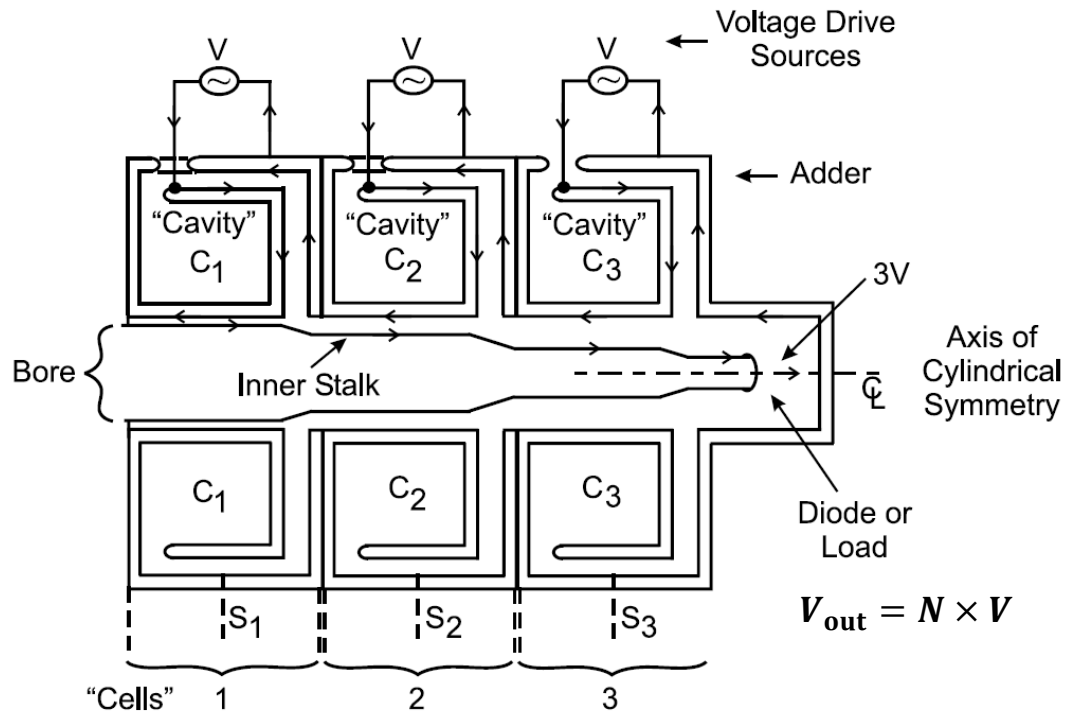 Voltage Drive
Sources
V
V
V
Adder
“Cavity”
C1
“Cavity”
C2
“Cavity”
C3
3V
Bore
Inner Stalk
Axis of
Cylindrical
Symmetry
℄
C1
C2
C3
Diode or
Load
S1
S2
S3
Vout = N × V
“Cells” 1 2 3